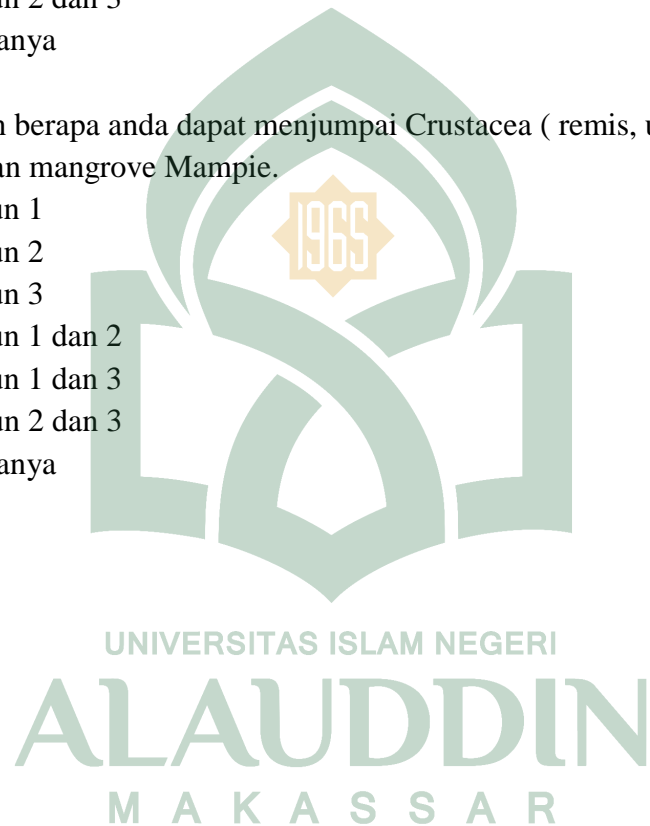 2 dan 3
anya
berapa anda dapat menjumpai Crustacea ( remis, u
an mangrove Mampie.
un 1
un 2
un 3
un 1 dan 2
un 1 dan 3
un 2 dan 3
anya
1965
UNIVERSITAS ISLAM NEGERI
ALAUDDIN
MAKASSAR